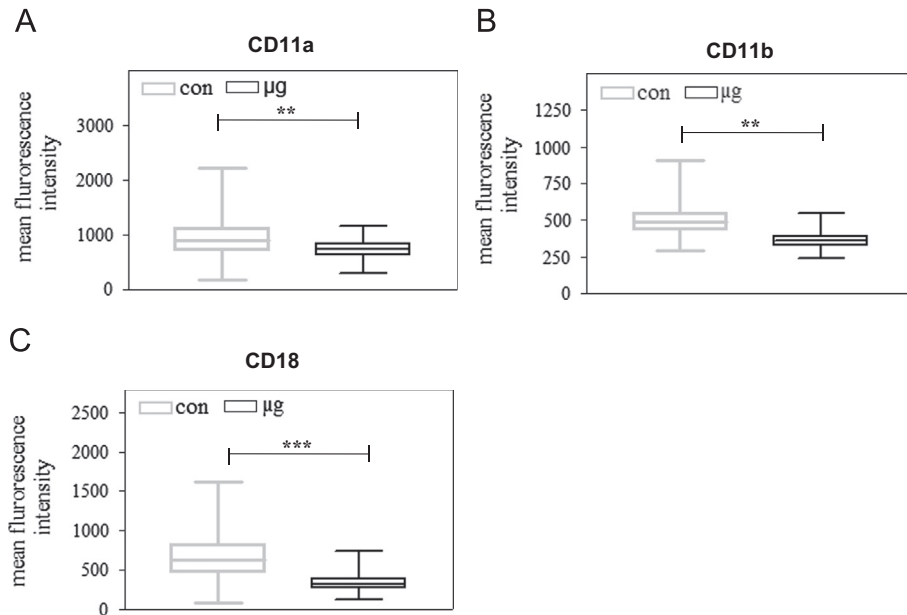 A
CD11a
con μg
**
3000
2000
1000
0
mean flurorescence
intensity
B
CD11b
con μg
**
1250
1000
750
500
250
0
mean flurorescence
intensity
C
CD18
con μg
***
2500
2000
1500
1000
500
0
mean flurorescence
intensity